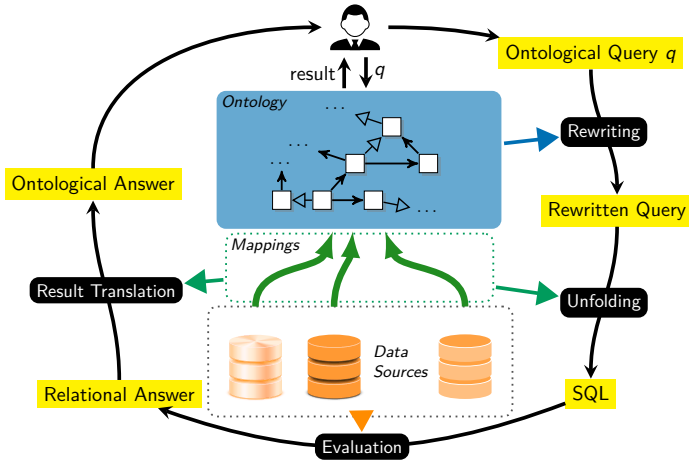 Ontological Query q
result
q
Ontology
...
...
...
...
Rewriting
Ontological Answer
Rewritten Query
Mappings
Result Translation
Unfolding
Data
Sources
Relational Answer
SQL
Evaluation